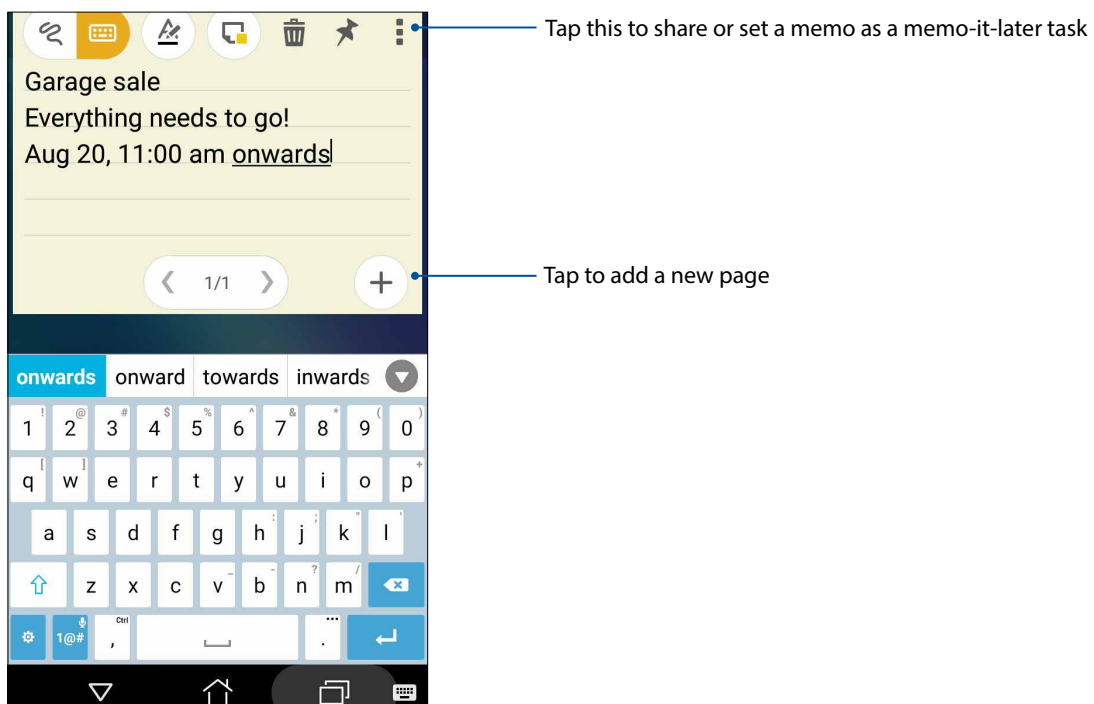 Tap this to share or set a memo as a memo-it-later task
Garage sale
Everything needs to go!
Aug 20, 11:00 am onwards
1/1
Tap to add a new page
onwards onward towards inwards
! @ # $ % ^ & * ( )
1 2 3 4 5 6 7 8 9 0
[ ] +
q w e r t y u i o p
: ; " '
a s d f g h j k l
_ - ? /
z x c v b n m
Ctrl ...
1@# , .